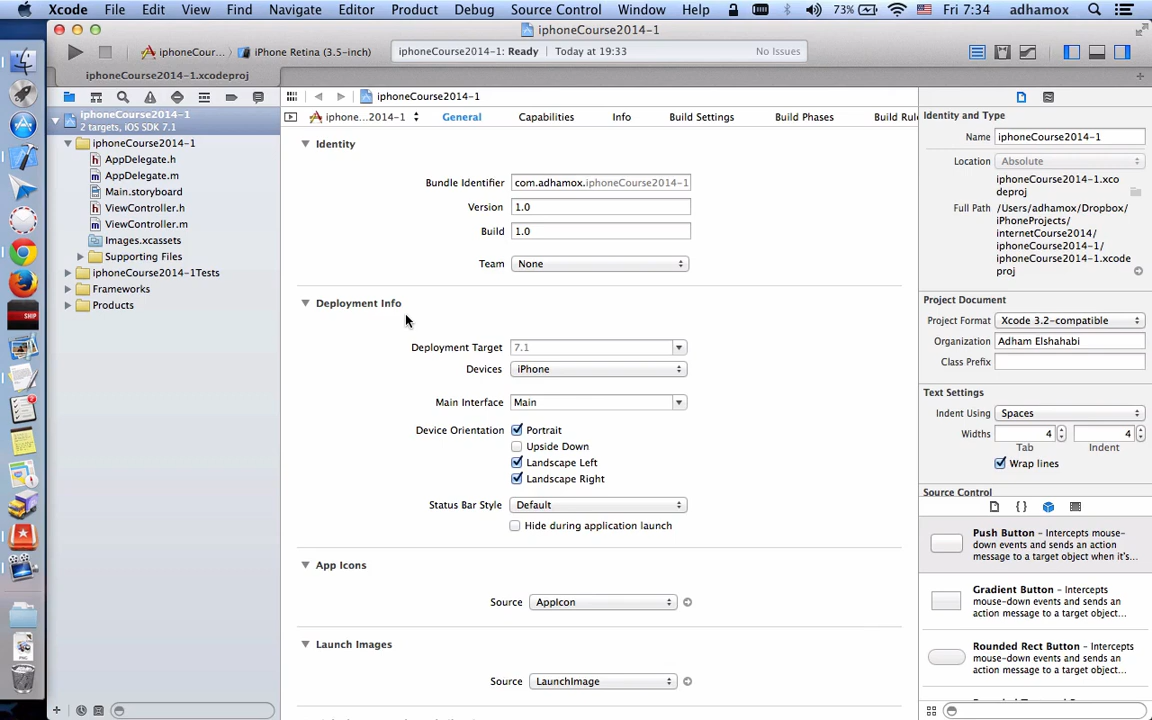 Xcode File Edit View Find Navigate Editor Product Debug Source Control Window Help 73% Fri 7:34 adhamox
iphoneCourse2014-1.xcodeproj
iphoneCour... iPhone Retina (3.5-inch) iphoneCourse2014-1: Ready Today at 19:33 No Issues
iphoneCourse2014-1.xcodeproj
iphoneCourse2014-1
2 targets, iOS SDK 7.1
iphoneCourse2014-1
AppDelegate.h
AppDelegate.m
Main.storyboard
ViewController.h
ViewController.m
Images.xcassets
Supporting Files
iphoneCourse2014-1Tests
Frameworks
Products
iphoneCourse2014-1
iphone...2014-1 General Capabilities Info Build Settings Build Phases Build Rule
Identity
Bundle Identifier com.adhamox.iphoneCourse2014-1
Version 1.0
Build 1.0
Team None
Deployment Info
Deployment Target 7.1
Devices iPhone
Main Interface Main
Device Orientation Portrait
Upside Down
Landscape Left
Landscape Right
Status Bar Style Default
Hide during application launch
App Icons
Source AppIcon
Launch Images
Source LaunchImage
Identity and Type
Name iphoneCourse2014-1
Location Absolute
iphoneCourse2014-1.xco
deproj
Full Path /Users/adhamox/Dropbox/
iPhoneProjects/
internetCourse2014/
iphoneCourse2014-1/
iphoneCourse2014-1.xcode
proj
Project Document
Project Format Xcode 3.2-compatible
Organization Adham Elshahabi
Class Prefix
Text Settings
Indent Using Spaces
Widths 4 4
Tab Indent
Wrap lines
Source Control
Push Button - Intercepts mouse-
down events and sends an
action message to a target object when it's...
Gradient Button - Intercepts
mouse-down events and sends an
action message to a target object...
Rounded Rect Button - Intercepts
mouse-down events and sends an
action message to a target object...